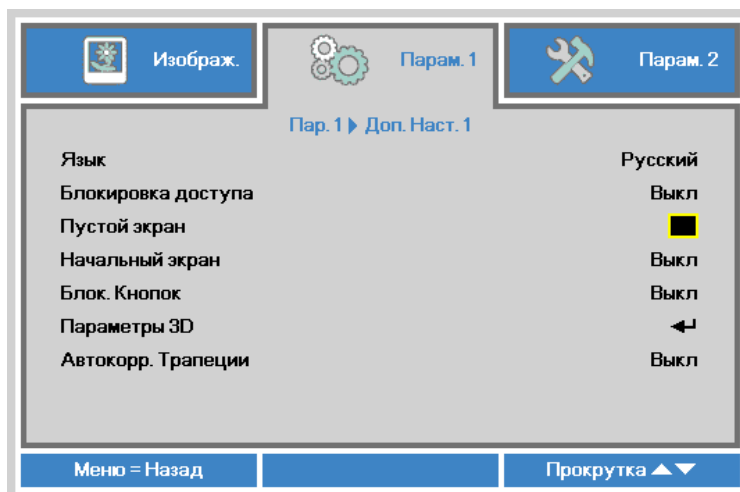 Изображ. Парам. 1 Парам. 2
Пар. 1 Доп. Наст. 1
Язык Русский
Блокировка доступа Выкл
Пустой экран
Начальный экран Выкл
Блок. Кнопок Выкл
Параметры 3D
Автокорр. Трапеции Выкл
Меню = Назад Прокрутка